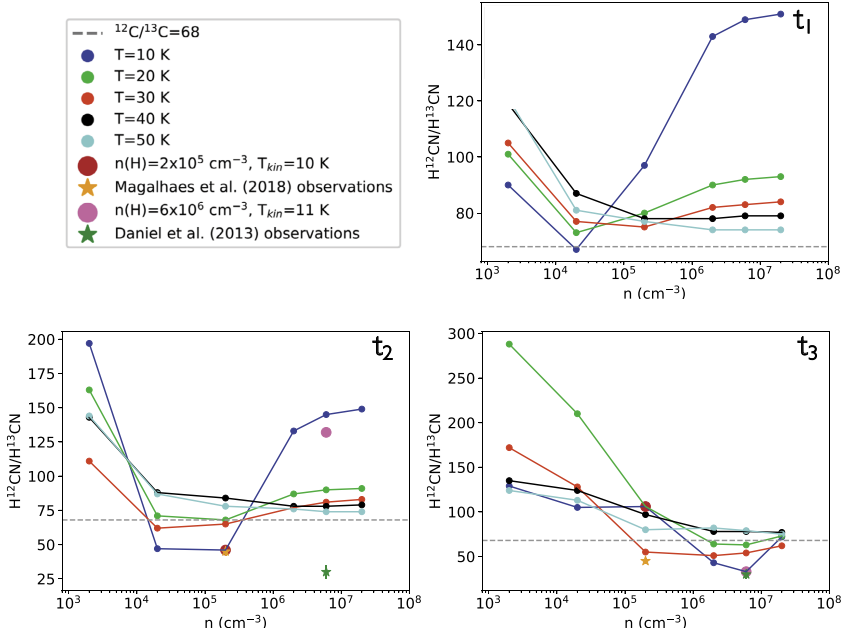 ¹²C/¹³C=68
T=10 K
T=20 K
T=30 K
T=40 K
T=50 K
n(H)=2x10⁵ cm⁻³, Tₖᵢₙ=10 K
Magalhaes et al. (2018) observations
n(H)=6x10⁶ cm⁻³, Tₖᵢₙ=11 K
Daniel et al. (2013) observations
t₁
H¹²CN/H¹³CN
140
120
100
80
10³ 10⁴ 10⁵ 10⁶ 10⁷ 10⁸
n (cm⁻³)
t₂
H¹²CN/H¹³CN
200
175
150
125
100
75
50
25
10³ 10⁴ 10⁵ 10⁶ 10⁷ 10⁸
n (cm⁻³)
t₃
H¹²CN/H¹³CN
300
250
200
150
100
50
10³ 10⁴ 10⁵ 10⁶ 10⁷ 10⁸
n (cm⁻³)